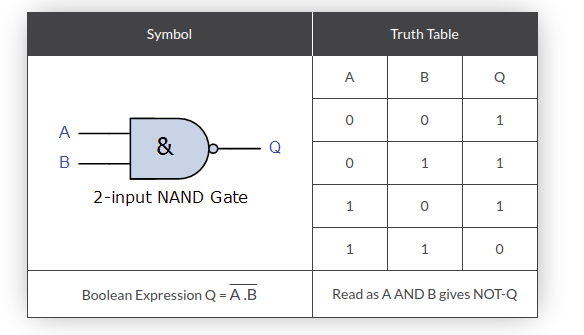 Symbol
Truth Table
A B Q
0 0 1
0 1 1
1 0 1
1 1 0
A
B
&
Q
2-input NAND Gate
Boolean Expression Q = A̅ ̅.̅B̅
Read as A AND B gives NOT-Q